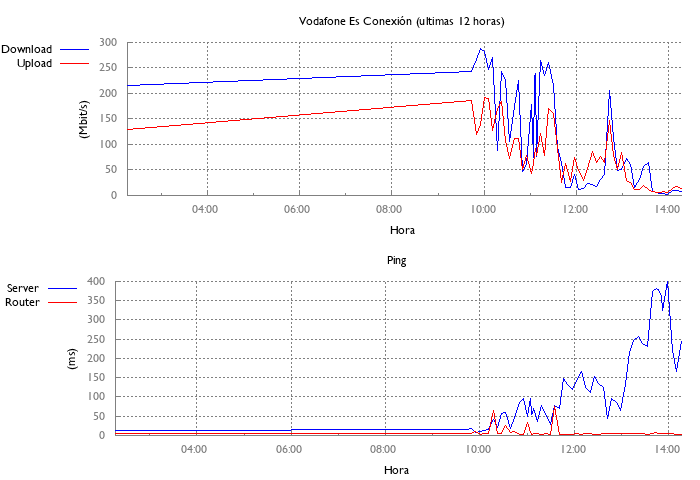 Vodafone Es Conexión (ultimas 12 horas)
Download
Upload
(Mbit/s)
300
250
200
150
100
50
0
04:00 06:00 08:00 10:00 12:00 14:00
Hora
Ping
Server
Router
(ms)
400
350
300
250
200
150
100
50
0
04:00 06:00 08:00 10:00 12:00 14:00
Hora